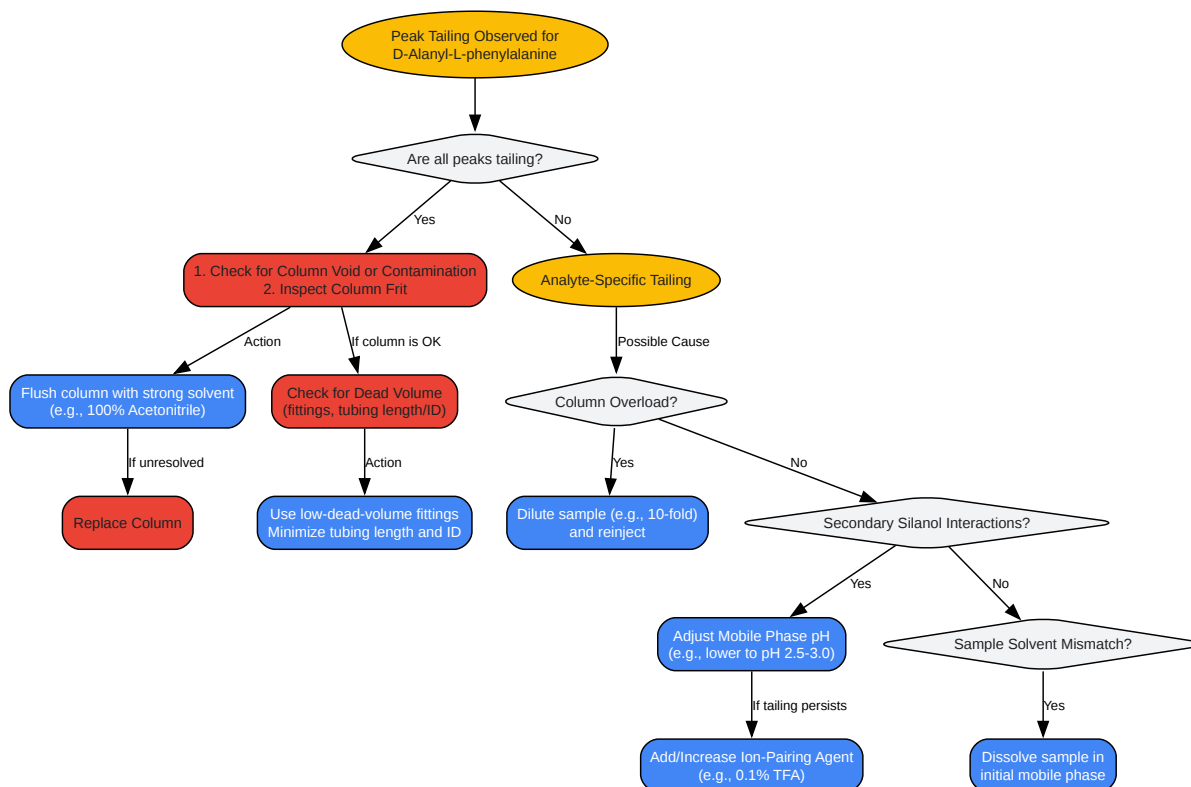 Peak Tailing Observed for
D-Alanyl-L-phenylalanine
Are all peaks tailing?
Yes
No
1. Check for Column Void or Contamination
2. Inspect Column Frit
Analyte-Specific Tailing
Action
If column is OK
Possible Cause
Flush column with strong solvent
(e.g., 100% Acetonitrile)
Check for Dead Volume
(fittings, tubing length/ID)
Column Overload?
If unresolved
Action
Yes
No
Replace Column
Use low-dead-volume fittings
Minimize tubing length and ID
Dilute sample (e.g., 10-fold)
and reinject
Secondary Silanol Interactions?
Yes
No
Adjust Mobile Phase pH
(e.g., lower to pH 2.5-3.0)
Sample Solvent Mismatch?
If tailing persists
Yes
Add/Increase Ion-Pairing Agent
(e.g., 0.1% TFA)
Dissolve sample in
initial mobile phase